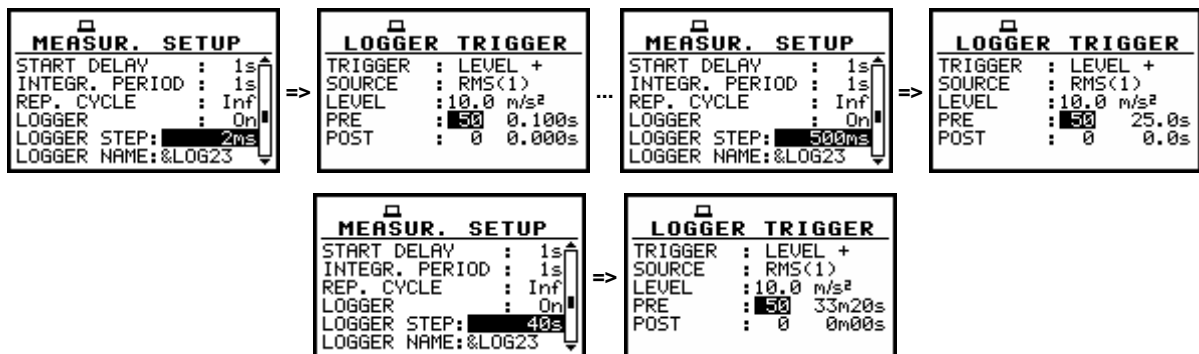 MEASUR. SETUP
START DELAY : 1s
INTEGR. PERIOD : 1s
REP. CYCLE : Inf
LOGGER : On
LOGGER STEP: 2ms
LOGGER NAME:&LOG23
=>
LOGGER TRIGGER
TRIGGER : LEVEL +
SOURCE : RMS(1)
LEVEL :10.0 m/s²
PRE : 50 0.100s
POST : 0 0.000s
...
MEASUR. SETUP
START DELAY : 1s
INTEGR. PERIOD : 1s
REP. CYCLE : Inf
LOGGER : On
LOGGER STEP: 500ms
LOGGER NAME:&LOG23
=>
LOGGER TRIGGER
TRIGGER : LEVEL +
SOURCE : RMS(1)
LEVEL :10.0 m/s²
PRE : 50 25.0s
POST : 0 0.0s
MEASUR. SETUP
START DELAY : 1s
INTEGR. PERIOD : 1s
REP. CYCLE : Inf
LOGGER : On
LOGGER STEP: 40s
LOGGER NAME:&LOG23
=>
LOGGER TRIGGER
TRIGGER : LEVEL +
SOURCE : RMS(1)
LEVEL :10.0 m/s²
PRE : 50 33m20s
POST : 0 0m00s